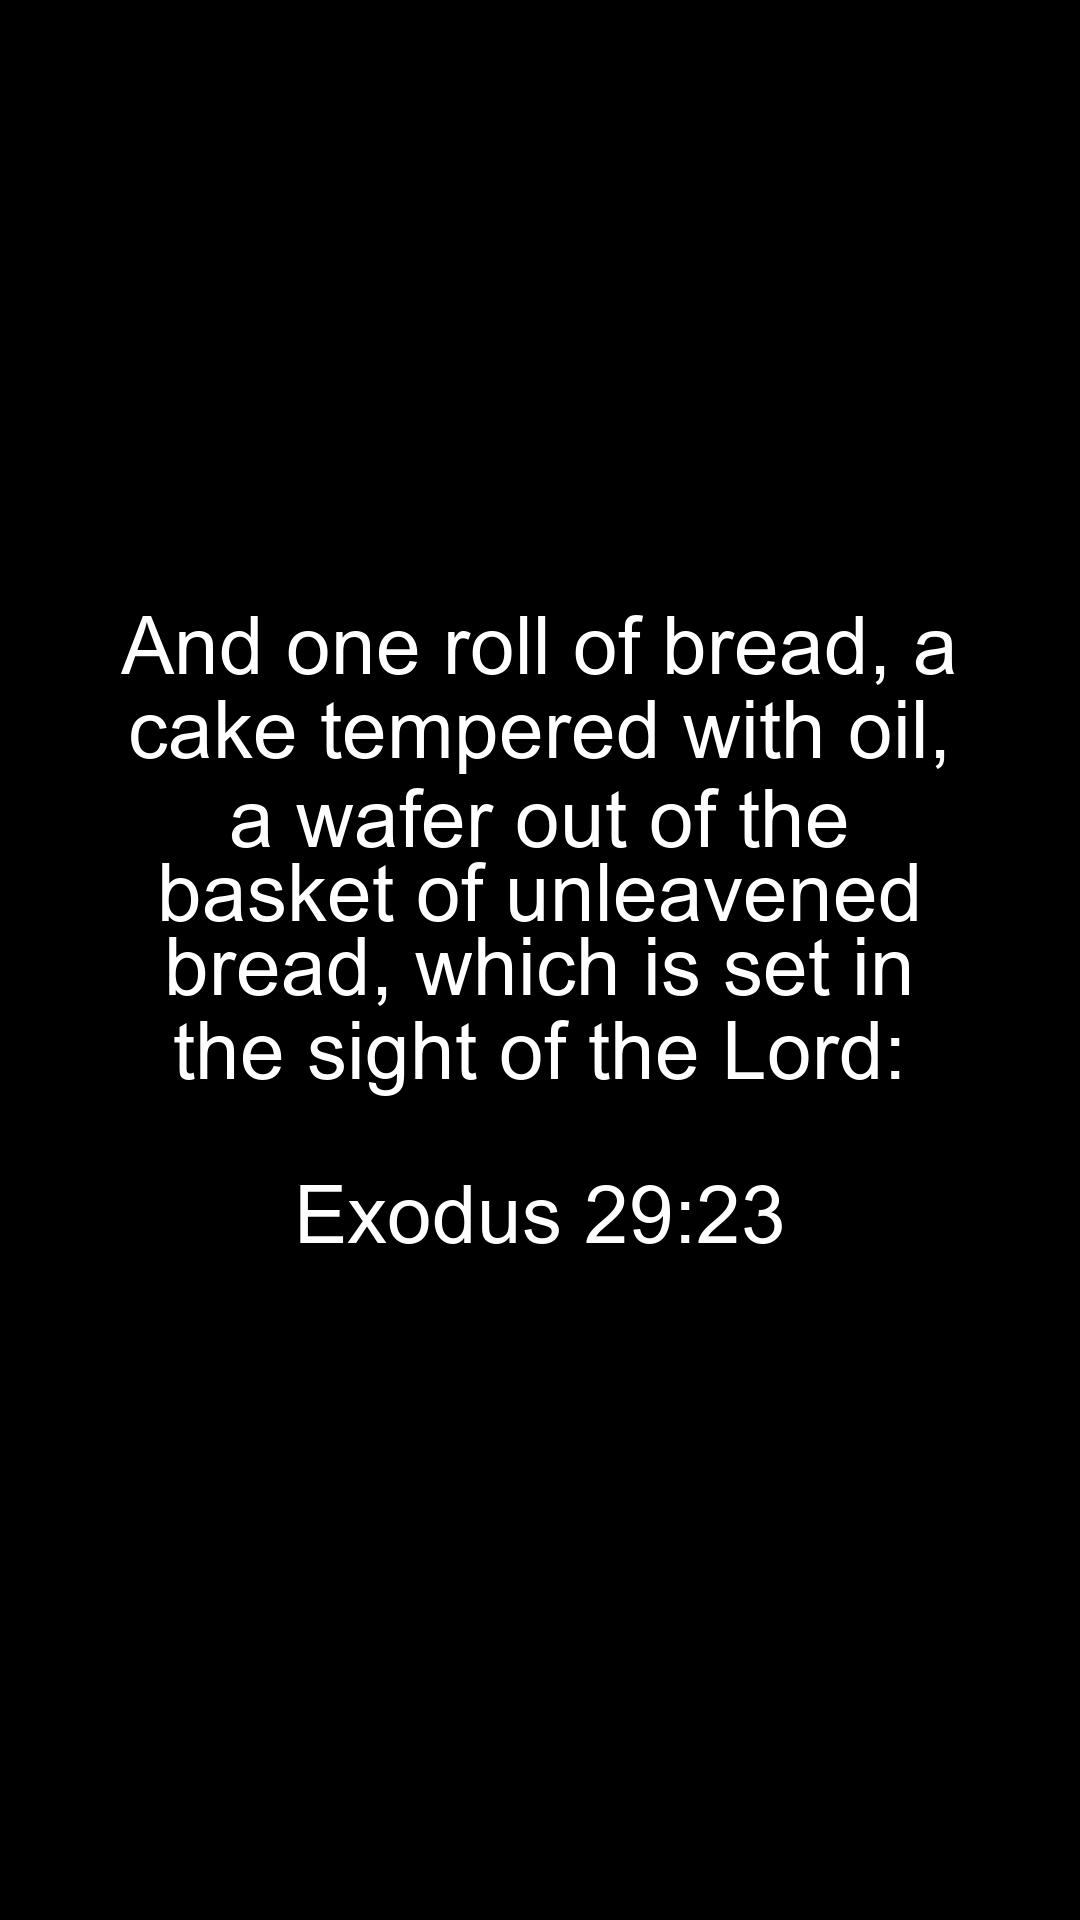 And one roll of bread, a
cake tempered with oil,
a wafer out of the
basket of unleavened
bread, which is set in
the sight of the Lord:
Exodus 29:23